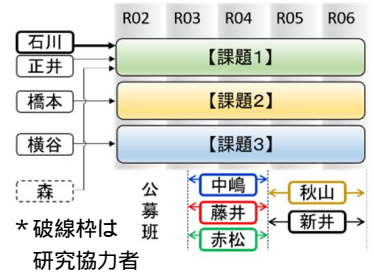 R02 R03 R04 R05 R06
石川
正井
【課題1】
橋本
【課題2】
横谷
【課題3】
森
公募班
中嶋
藤井
赤松
秋山
新井
*破線枠は
研究協力者